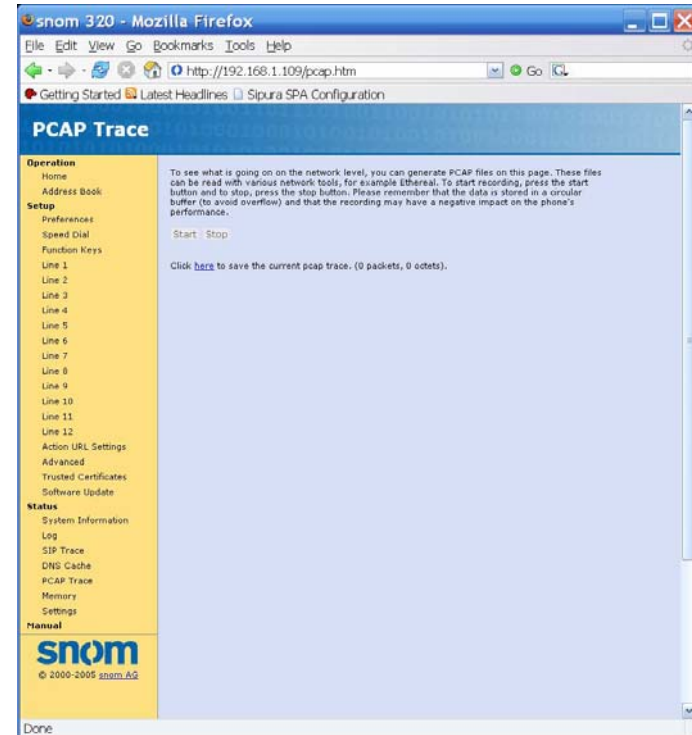 snom 320 - Mozilla Firefox
File Edit View Go Bookmarks Tools Help
http://192.168.1.109/pcap.htm Go
Getting Started Latest Headlines Sipura SPA Configuration
PCAP Trace
Operation
Home
Address Book
Setup
Preferences
Speed Dial
Function Keys
Line 1
Line 2
Line 3
Line 4
Line 5
Line 6
Line 7
Line 8
Line 9
Line 10
Line 11
Line 12
Action URL Settings
Advanced
Trusted Certificates
Software Update
Status
System Information
Log
SIP Trace
DNS Cache
PCAP Trace
Memory
Settings
Manual
snom
© 2000-2005 snom AG
To see what is going on on the network level, you can generate PCAP files on this page. These files
can be read with various network tools, for example Ethereal. To start recording, press the start
button and to stop, press the stop button. Please remember that the data is stored in a circular
buffer (to avoid overflow) and that the recording may have a negative impact on the phone's
performance.
Start Stop
Click here to save the current pcap trace. (0 packets, 0 octets).
Done